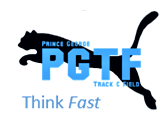 PRINCE GEORGE
PGTF
TRACK & FIELD
Think Fast